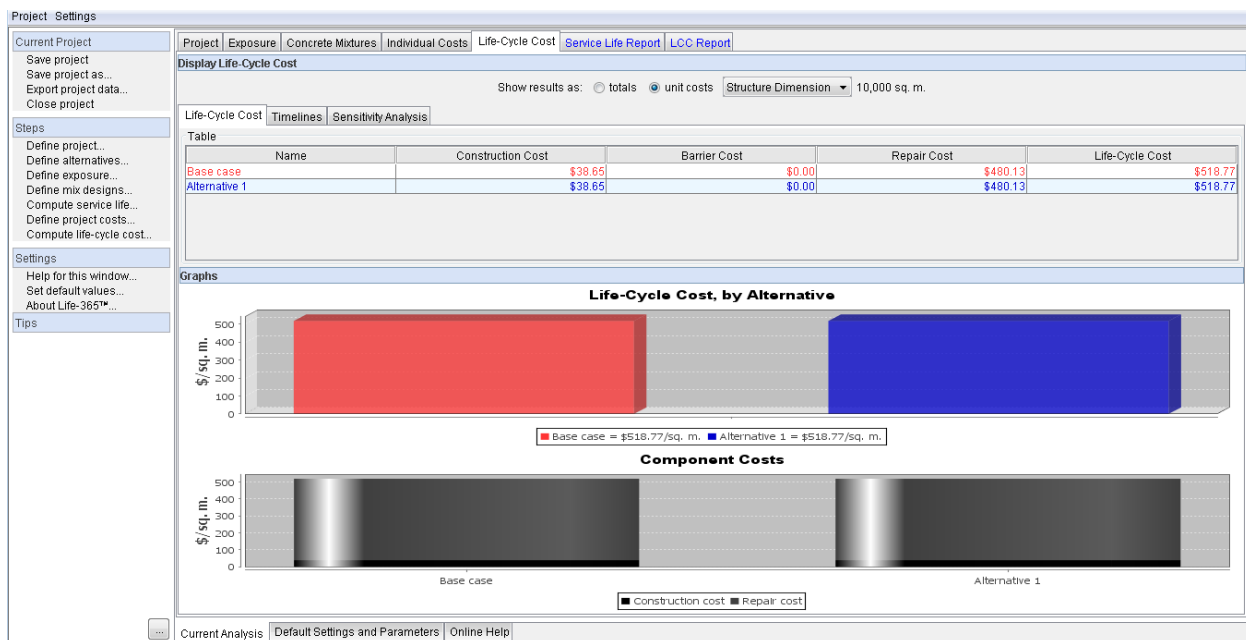 Project Settings
Current Project
Save project
Save project as...
Export project data...
Close project
Steps
Define project...
Define alternatives...
Define exposure...
Define mix designs...
Compute service life...
Define project costs...
Compute life-cycle cost...
Settings
Help for this window...
Set default values...
About Life-365™...
Tips
...
Project Exposure Concrete Mixtures Individual Costs Life-Cycle Cost Service Life Report LCC Report
Display Life-Cycle Cost
Show results as: totals unit costs Structure Dimension 10,000 sq. m.
Life-Cycle Cost Timelines Sensitivity Analysis
Table
Name Construction Cost Barrier Cost Repair Cost Life-Cycle Cost
Base case $38.65 $0.00 $480.13 $518.77
Alternative 1 $38.65 $0.00 $480.13 $518.77
Graphs
Life-Cycle Cost, by Alternative
$/sq. m.
500
400
300
200
100
0
Base case = $518.77/sq. m. Alternative 1 = $518.77/sq. m.
Component Costs
$/sq. m.
500
400
300
200
100
0
Base case Alternative 1
Construction cost Repair cost
Current Analysis Default Settings and Parameters Online Help